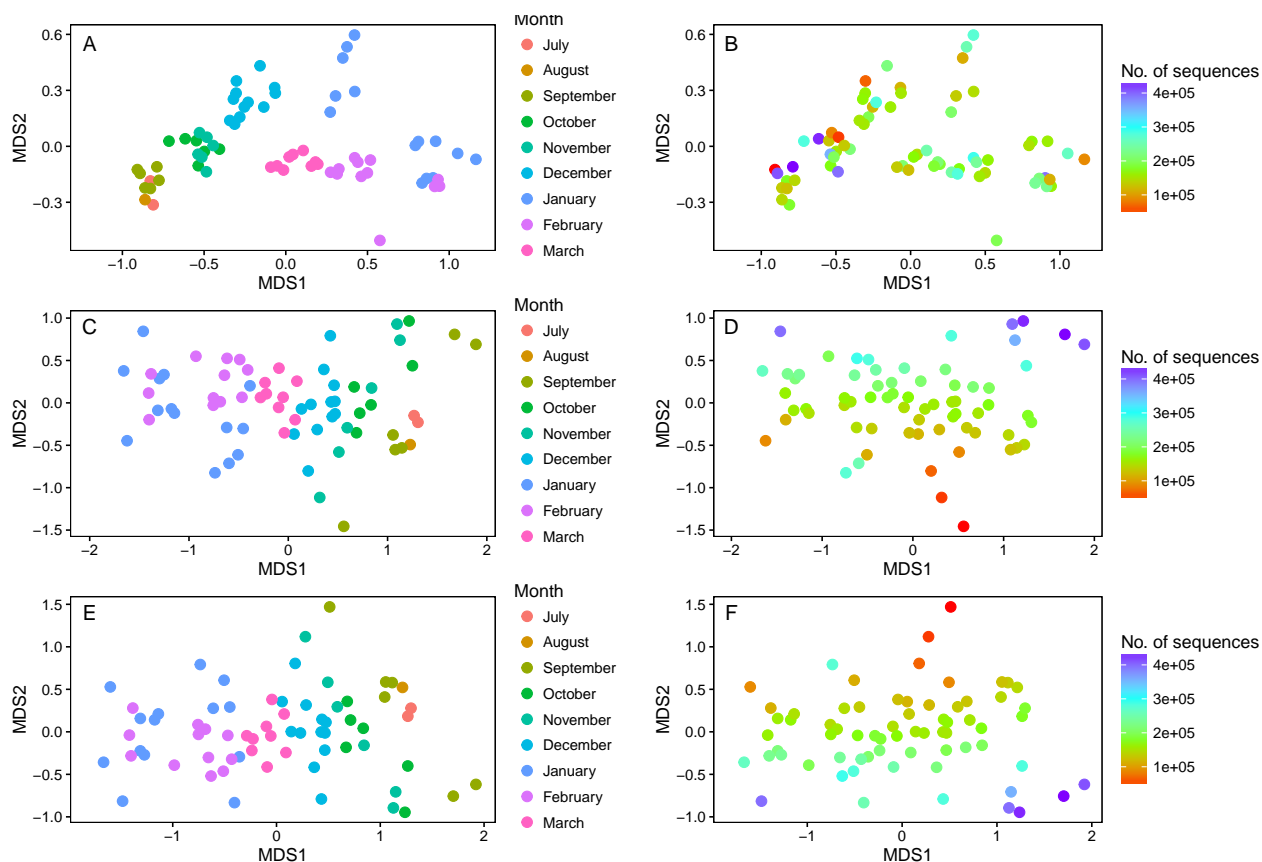 A
0.6
0.3
0.0
−0.3
MDS2
−1.0
−0.5
0.0
0.5
1.0
MDS1
Month
July
August
September
October
November
December
January
February
March
B
0.6
0.3
0.0
−0.3
MDS2
−1.0
−0.5
0.0
0.5
1.0
MDS1
No. of sequences
4e+05
3e+05
2e+05
1e+05
C
1.0
0.5
0.0
−0.5
−1.0
−1.5
MDS2
−2
−1
0
1
2
MDS1
Month
July
August
September
October
November
December
January
February
March
D
1.0
0.5
0.0
−0.5
−1.0
−1.5
MDS2
−2
−1
0
1
2
MDS1
No. of sequences
4e+05
3e+05
2e+05
1e+05
E
1.5
1.0
0.5
0.0
−0.5
−1.0
MDS2
−1
0
1
2
MDS1
Month
July
August
September
October
November
December
January
February
March
F
1.5
1.0
0.5
0.0
−0.5
−1.0
MDS2
−1
0
1
2
MDS1
No. of sequences
4e+05
3e+05
2e+05
1e+05